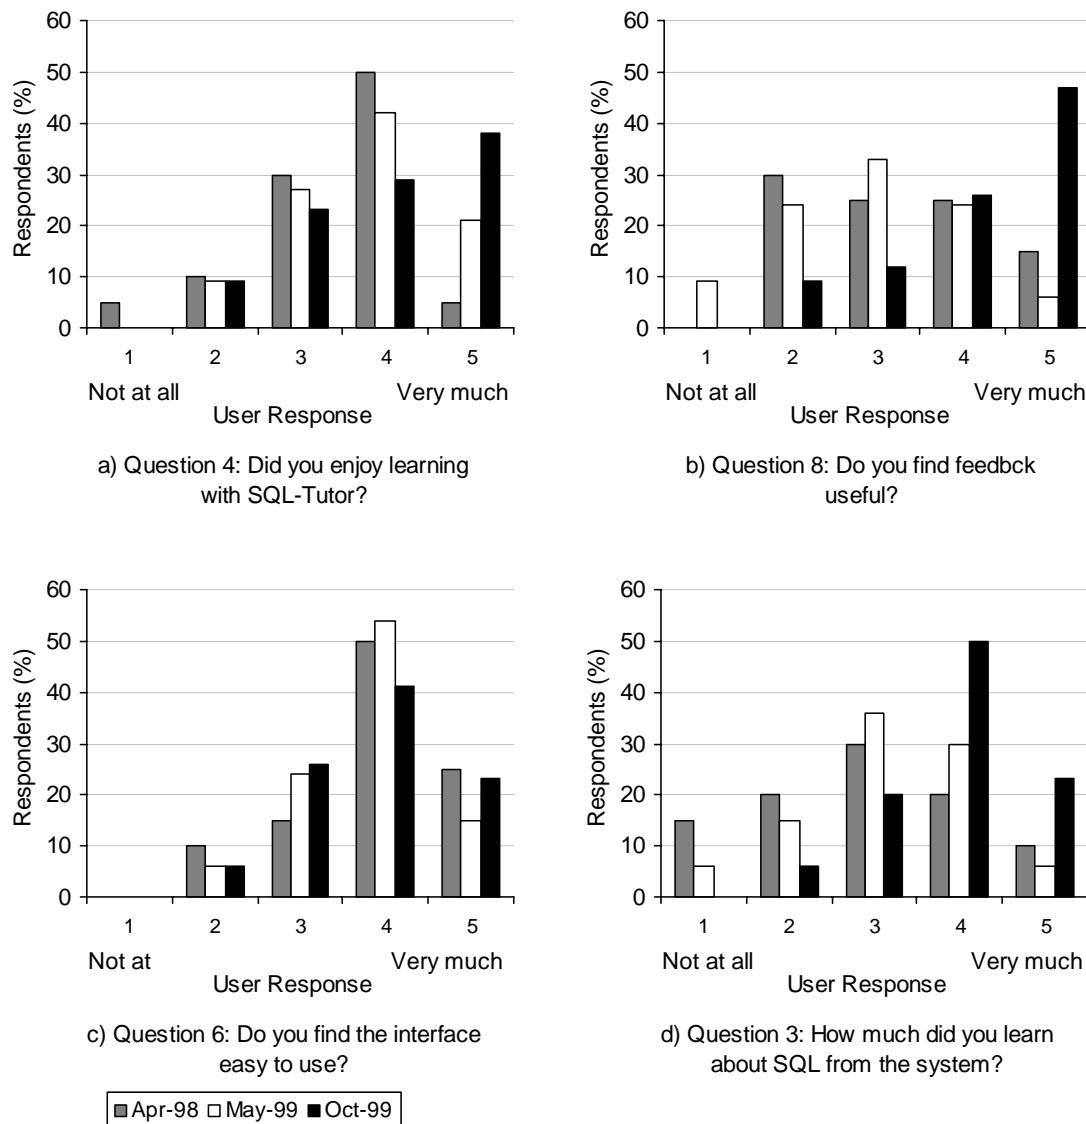 60
50
40
30
20
10
0
Respondents (%)
1 2 3 4 5
Not at all Very much
User Response
a) Question 4: Did you enjoy learning
with SQL-Tutor?
60
50
40
30
20
10
0
Respondents (%)
1 2 3 4 5
Not at all Very much
User Response
b) Question 8: Do you find feedbck
useful?
60
50
40
30
20
10
0
Respondents (%)
1 2 3 4 5
Not at Very much
User Response
c) Question 6: Do you find the interface
easy to use?
60
50
40
30
20
10
0
Respondents (%)
1 2 3 4 5
Not at all Very much
User Response
d) Question 3: How much did you learn
about SQL from the system?
Apr-98 May-99 Oct-99